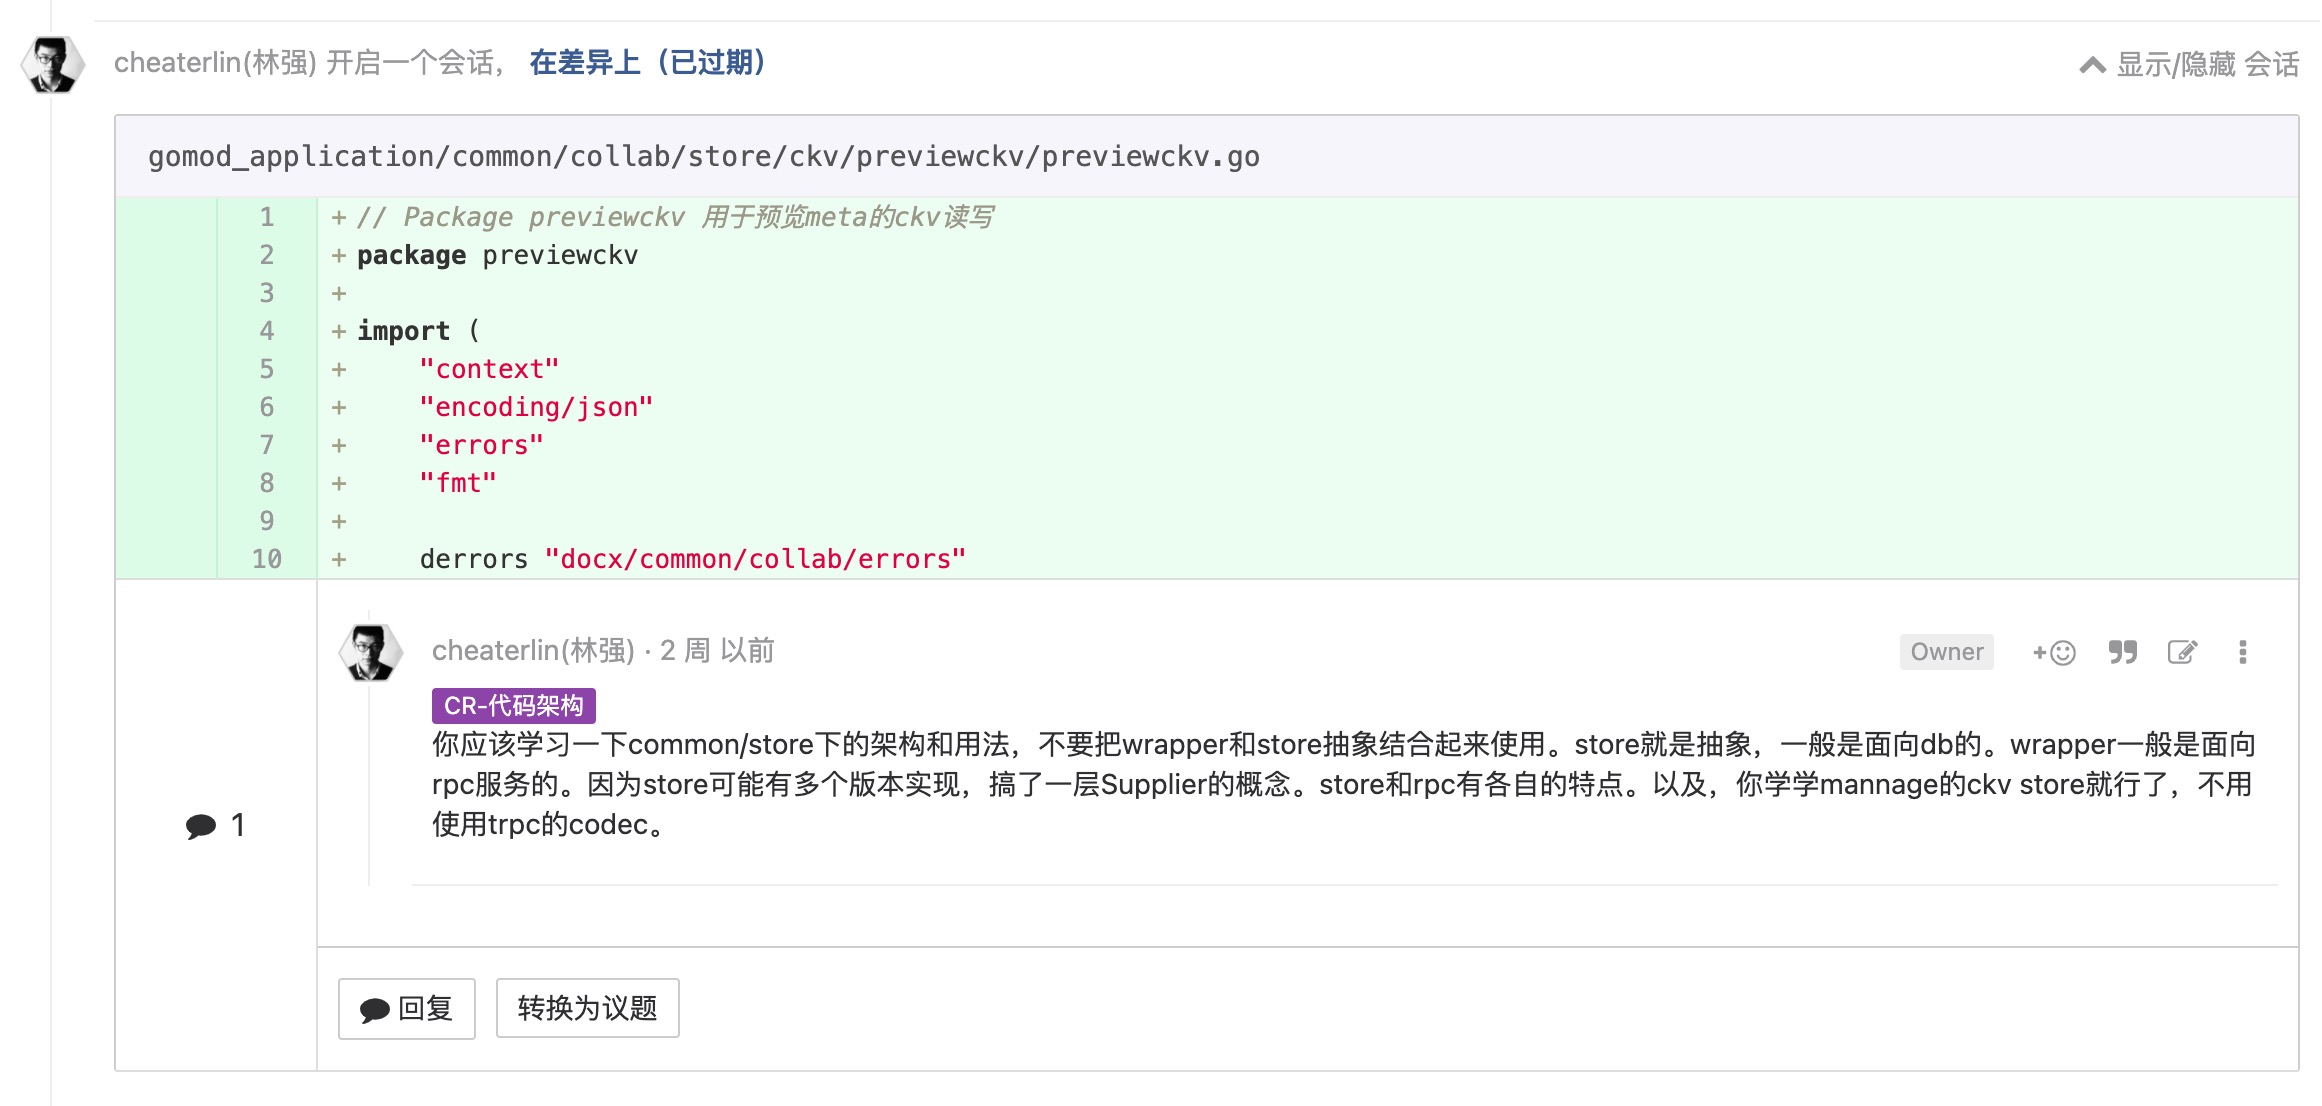 cheaterlin(林强) 开启一个会话， 在差异上（已过期）
显示/隐藏 会话
gomod_application/common/collab/store/ckv/previewckv/previewckv.go
1 + // Package previewckv 用于预览meta的ckv读写
2 + package previewckv
3 +
4 + import (
5 + "context"
6 + "encoding/json"
7 + "errors"
8 + "fmt"
9 +
10 + derrors "docx/common/collab/errors"
1
cheaterlin(林强) · 2 周 以前
Owner
CR-代码架构
你应该学习一下common/store下的架构和用法，不要把wrapper和store抽象结合起来使用。store就是抽象，一般是面向db的。wrapper一般是面向
rpc服务的。因为store可能有多个版本实现，搞了一层Supplier的概念。store和rpc有各自的特点。以及，你学学mannage的ckv store就行了，不用
使用trpc的codec。
回复
转换为议题